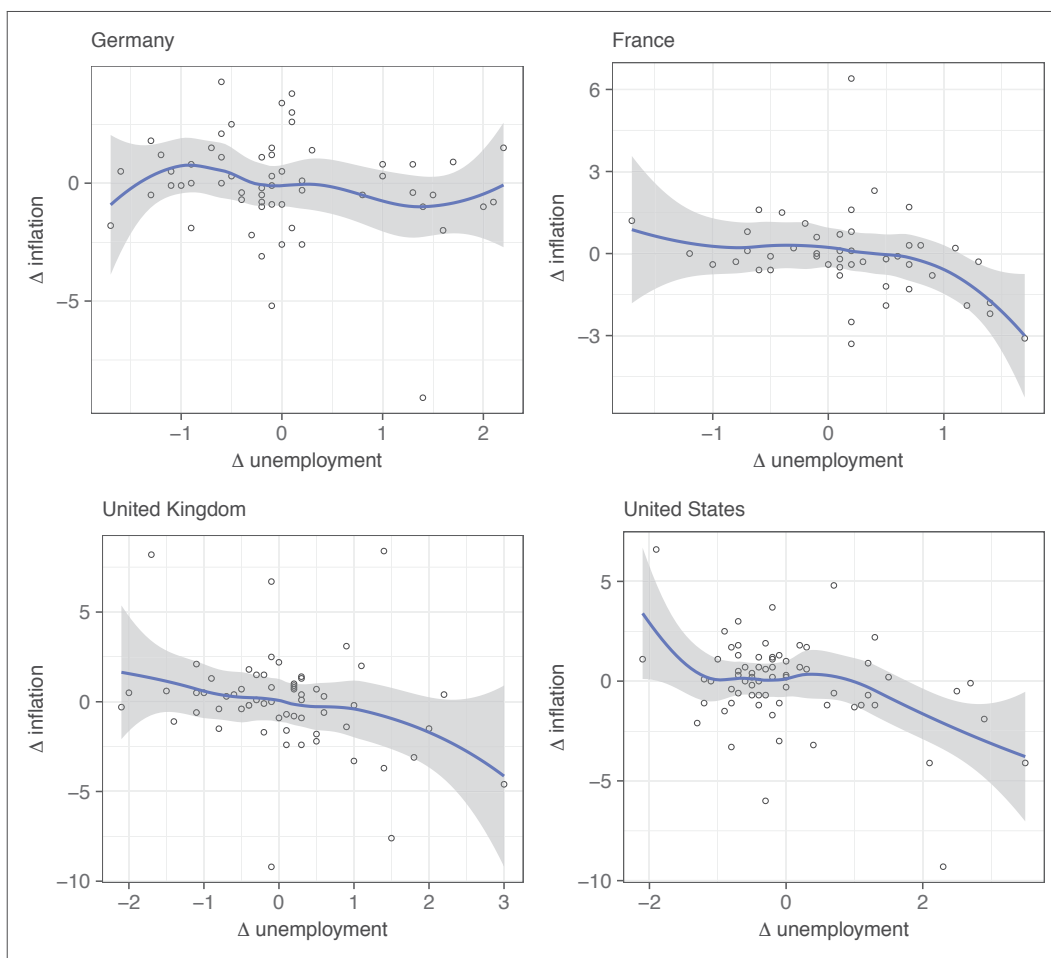 Germany
France
0
−5
Δ inflation
−1
0
1
2
Δ unemployment
6
3
0
−3
Δ inflation
−1
0
1
Δ unemployment
United Kingdom
United States
5
0
−5
−10
Δ inflation
−2
−1
0
1
2
3
Δ unemployment
5
0
−5
−10
Δ inflation
−2
0
2
Δ unemployment